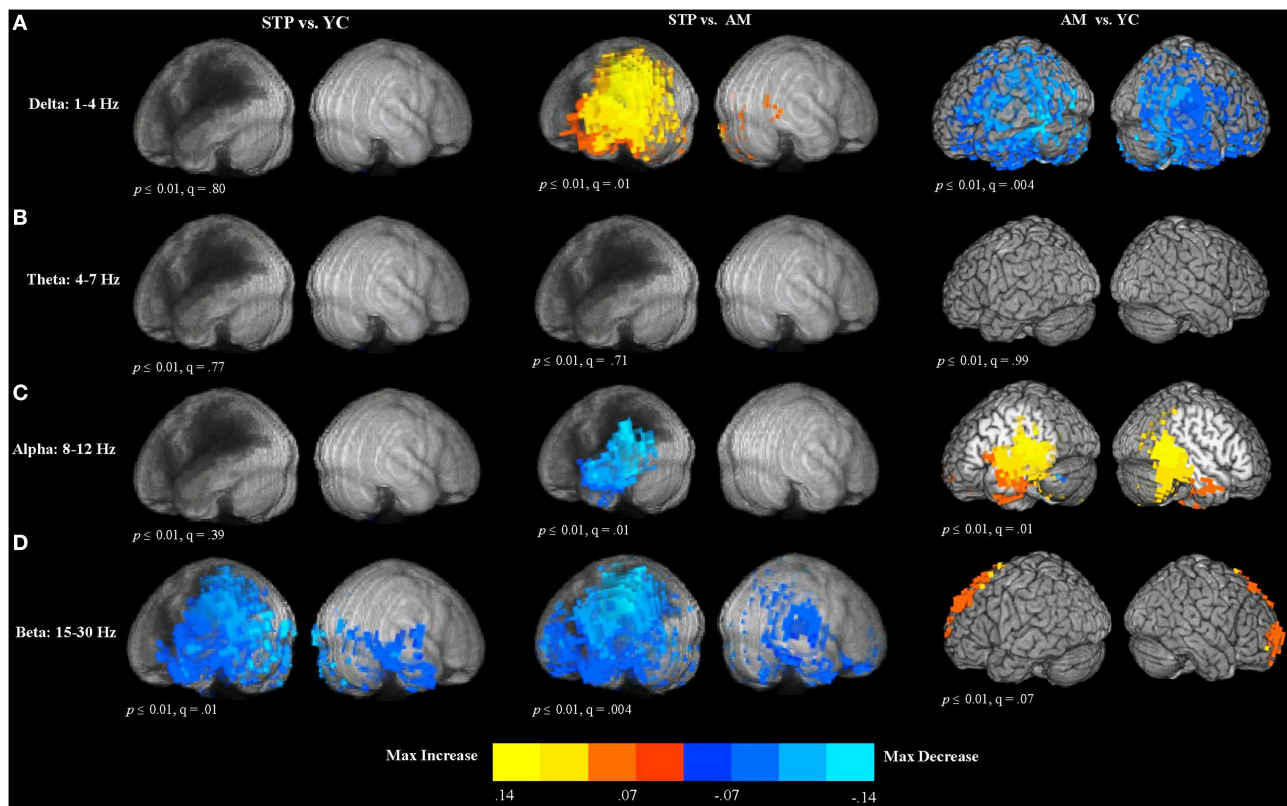 A
STP vs. YC
STP vs. AM
AM vs. YC
Delta: 1-4 Hz
p ≤ 0.01, q = .80
p ≤ 0.01, q = .01
p ≤ 0.01, q = .004
B
Theta: 4-7 Hz
p ≤ 0.01, q = .77
p ≤ 0.01, q = .71
p ≤ 0.01, q = .99
C
Alpha: 8-12 Hz
p ≤ 0.01, q = .39
p ≤ 0.01, q = .01
p ≤ 0.01, q = .01
D
Beta: 15-30 Hz
p ≤ 0.01, q = .01
p ≤ 0.01, q = .004
p ≤ 0.01, q = .07
Max Increase
Max Decrease
.14
.07
-.07
-.14